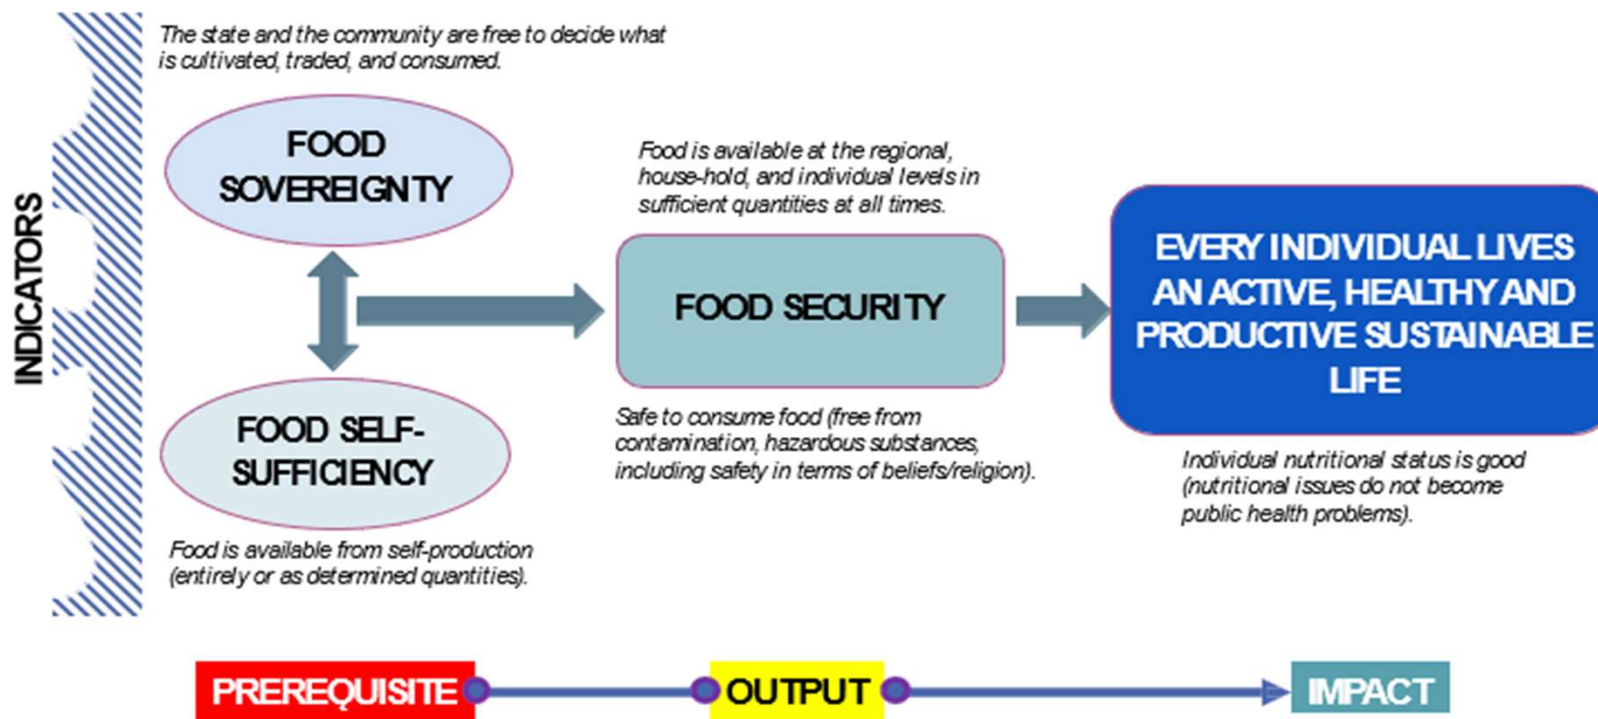 INDICATORS
The state and the community are free to decide what
is cultivated, traded, and consumed.
FOOD
SOVEREIGNTY
FOOD SELF-
SUFFICIENCY
Food is available from self-production
(entirely or as determined quantities).
Food is available at the regional,
house-hold, and individual levels in
sufficient quantities at all times.
FOOD SECURITY
Safe to consume food (free from
contamination, hazardous substances,
including safety in terms of beliefs/religion).
EVERY INDIVIDUAL LIVES
AN ACTIVE, HEALTHY AND
PRODUCTIVE SUSTAINABLE
LIFE
Individual nutritional status is good
(nutritional issues do not become
public health problems).
PREREQUISITE
OUTPUT
IMPACT